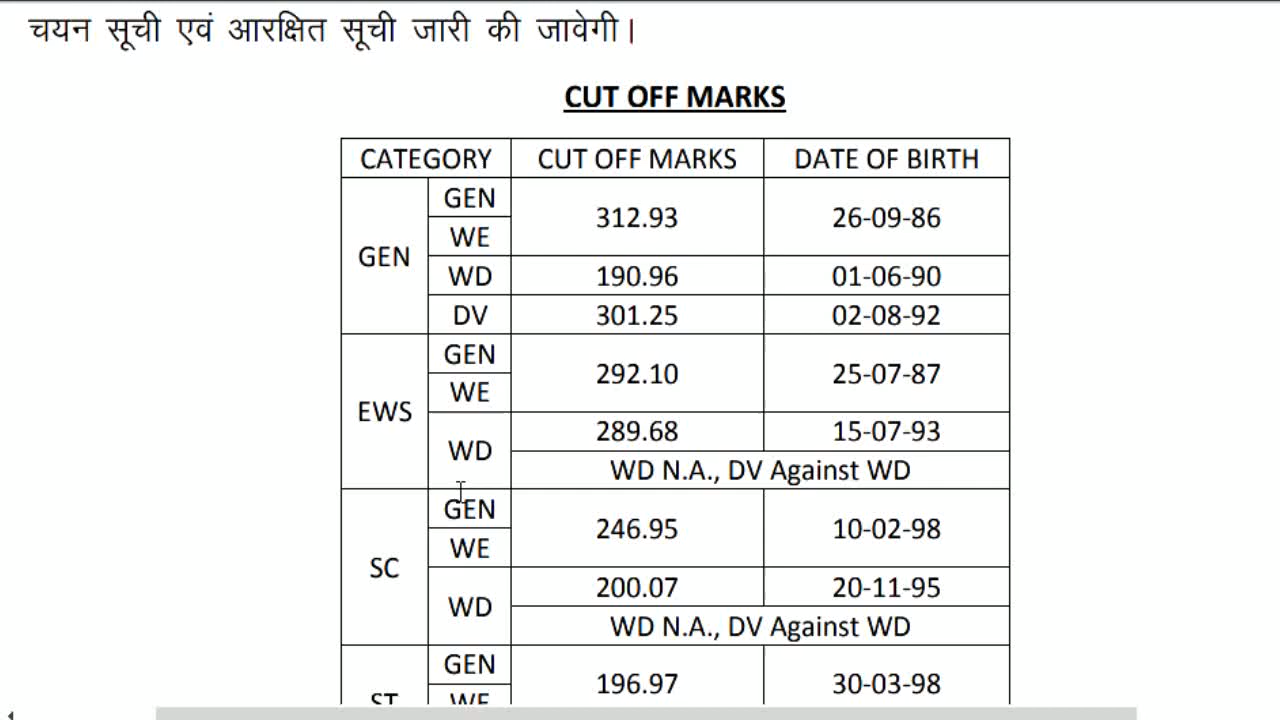 चयन सूची एवं आरक्षित सूची जारी की जावेगी।
CUT OFF MARKS
CATEGORY CUT OFF MARKS DATE OF BIRTH
GEN GEN 312.93 26-09-86
WE
WD 190.96 01-06-90
DV 301.25 02-08-92
EWS GEN 292.10 25-07-87
WE
WD 289.68 15-07-93
WD N.A., DV Against WD
SC GEN 246.95 10-02-98
WE
WD 200.07 20-11-95
WD N.A., DV Against WD
ST GEN 196.97 30-03-98
WE